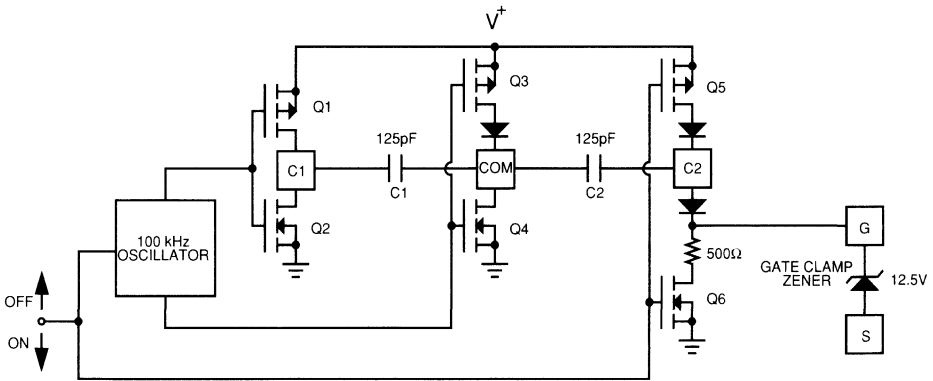 V+
Q1
Q3
Q5
125pF
125pF
C1
COM
C2
C1
C2
Q2
Q4
100 kHz
OSCILLATOR
500Ω
G
GATE CLAMP
ZENER
12.5V
OFF
ON
Q6
S